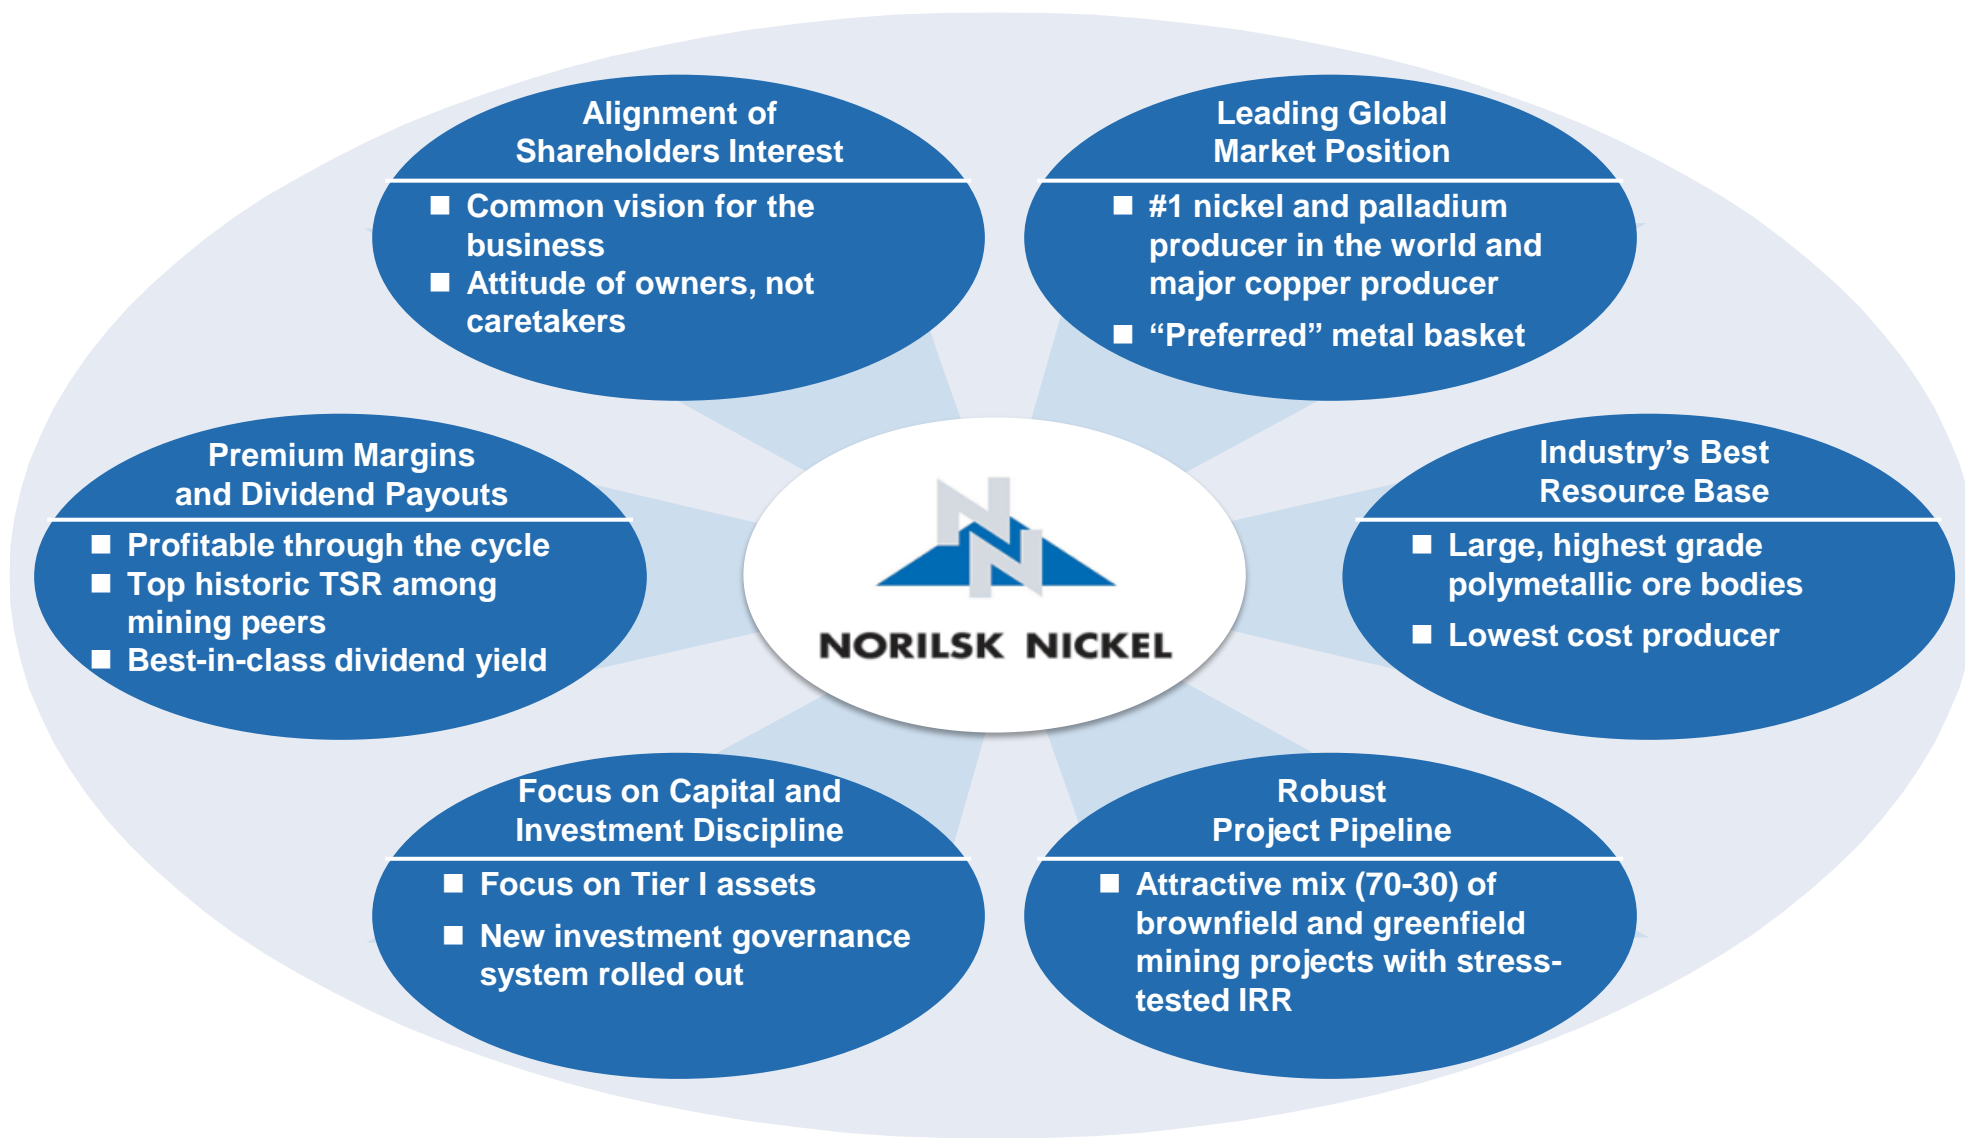 Alignment of
Shareholders Interest
■ Common vision for the
business
■ Attitude of owners, not
caretakers
Leading Global
Market Position
■ #1 nickel and palladium
producer in the world and
major copper producer
■ “Preferred” metal basket
Premium Margins
and Dividend Payouts
■ Profitable through the cycle
■ Top historic TSR among
mining peers
■ Best-in-class dividend yield
NORILSK NICKEL
Industry’s Best
Resource Base
■ Large, highest grade
polymetallic ore bodies
■ Lowest cost producer
Focus on Capital and
Investment Discipline
■ Focus on Tier I assets
■ New investment governance
system rolled out
Robust
Project Pipeline
■ Attractive mix (70-30) of
brownfield and greenfield
mining projects with stress-
tested IRR